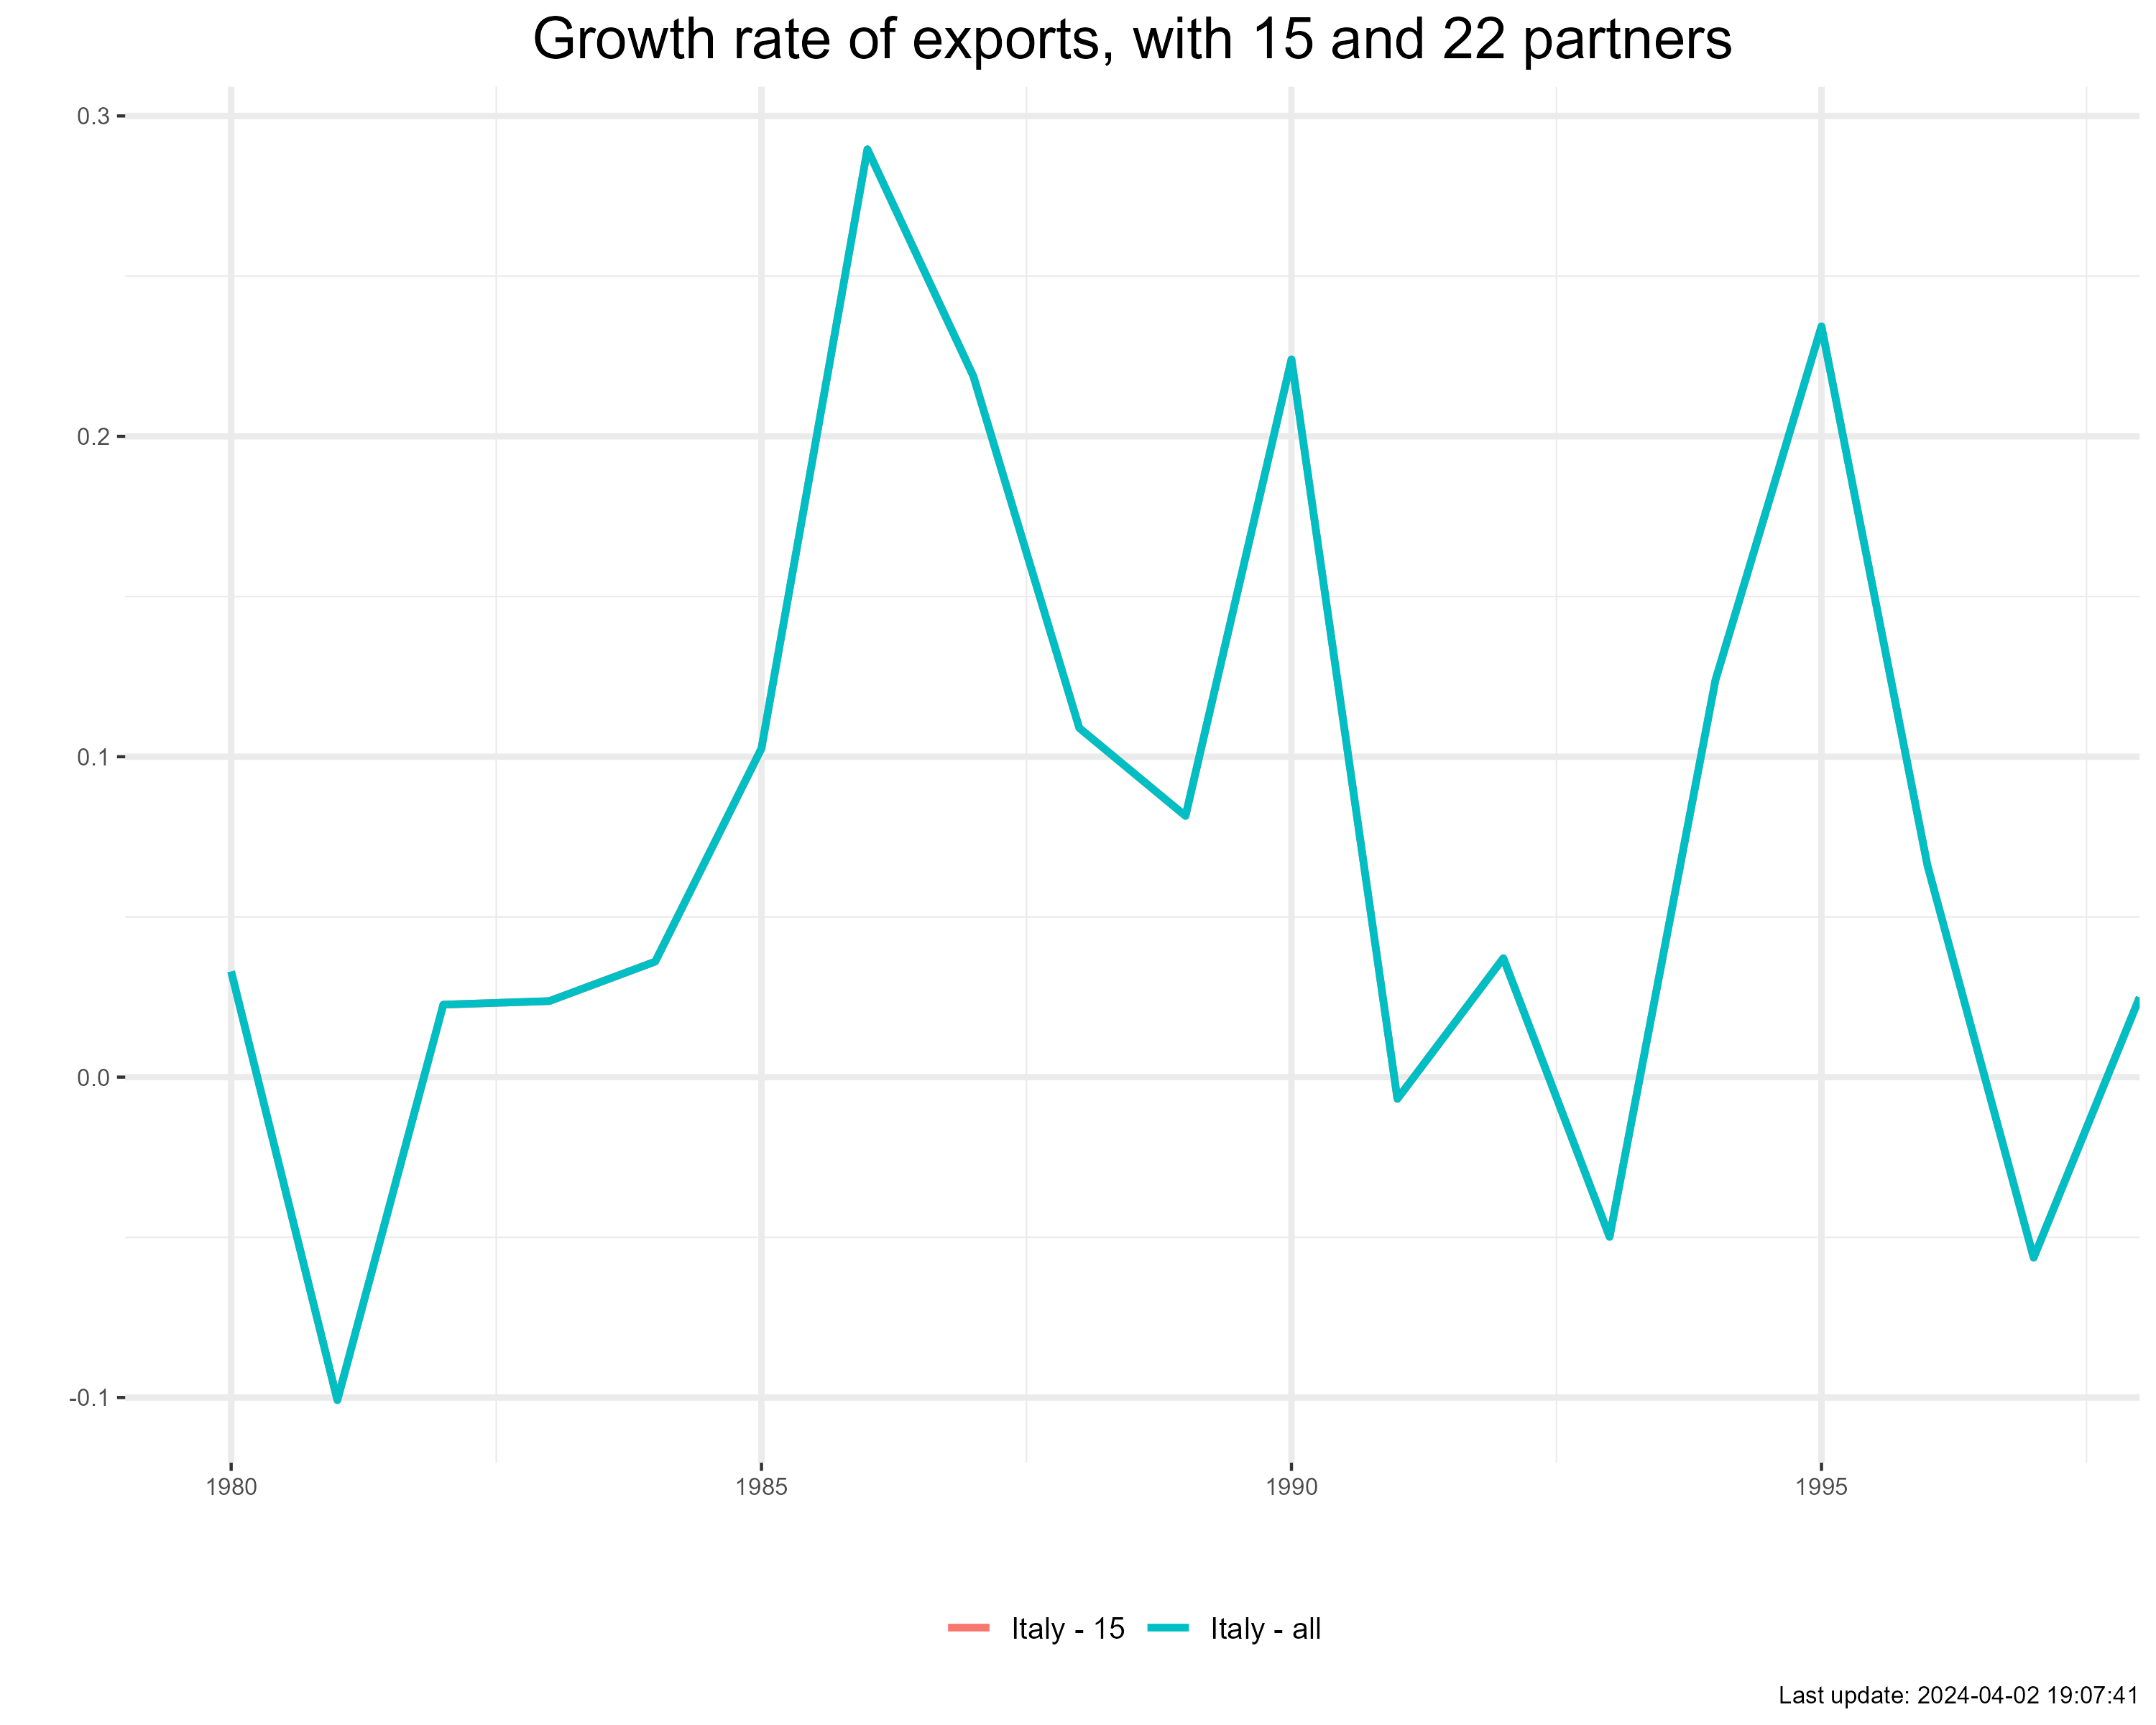 Growth rate of exports, with 15 and 22 partners
0.3
0.2
0.1
0.0
-0.1
1980 1985 1990 1995
Italy - 15 Italy - all
Last update: 2024-04-02 19:07:41